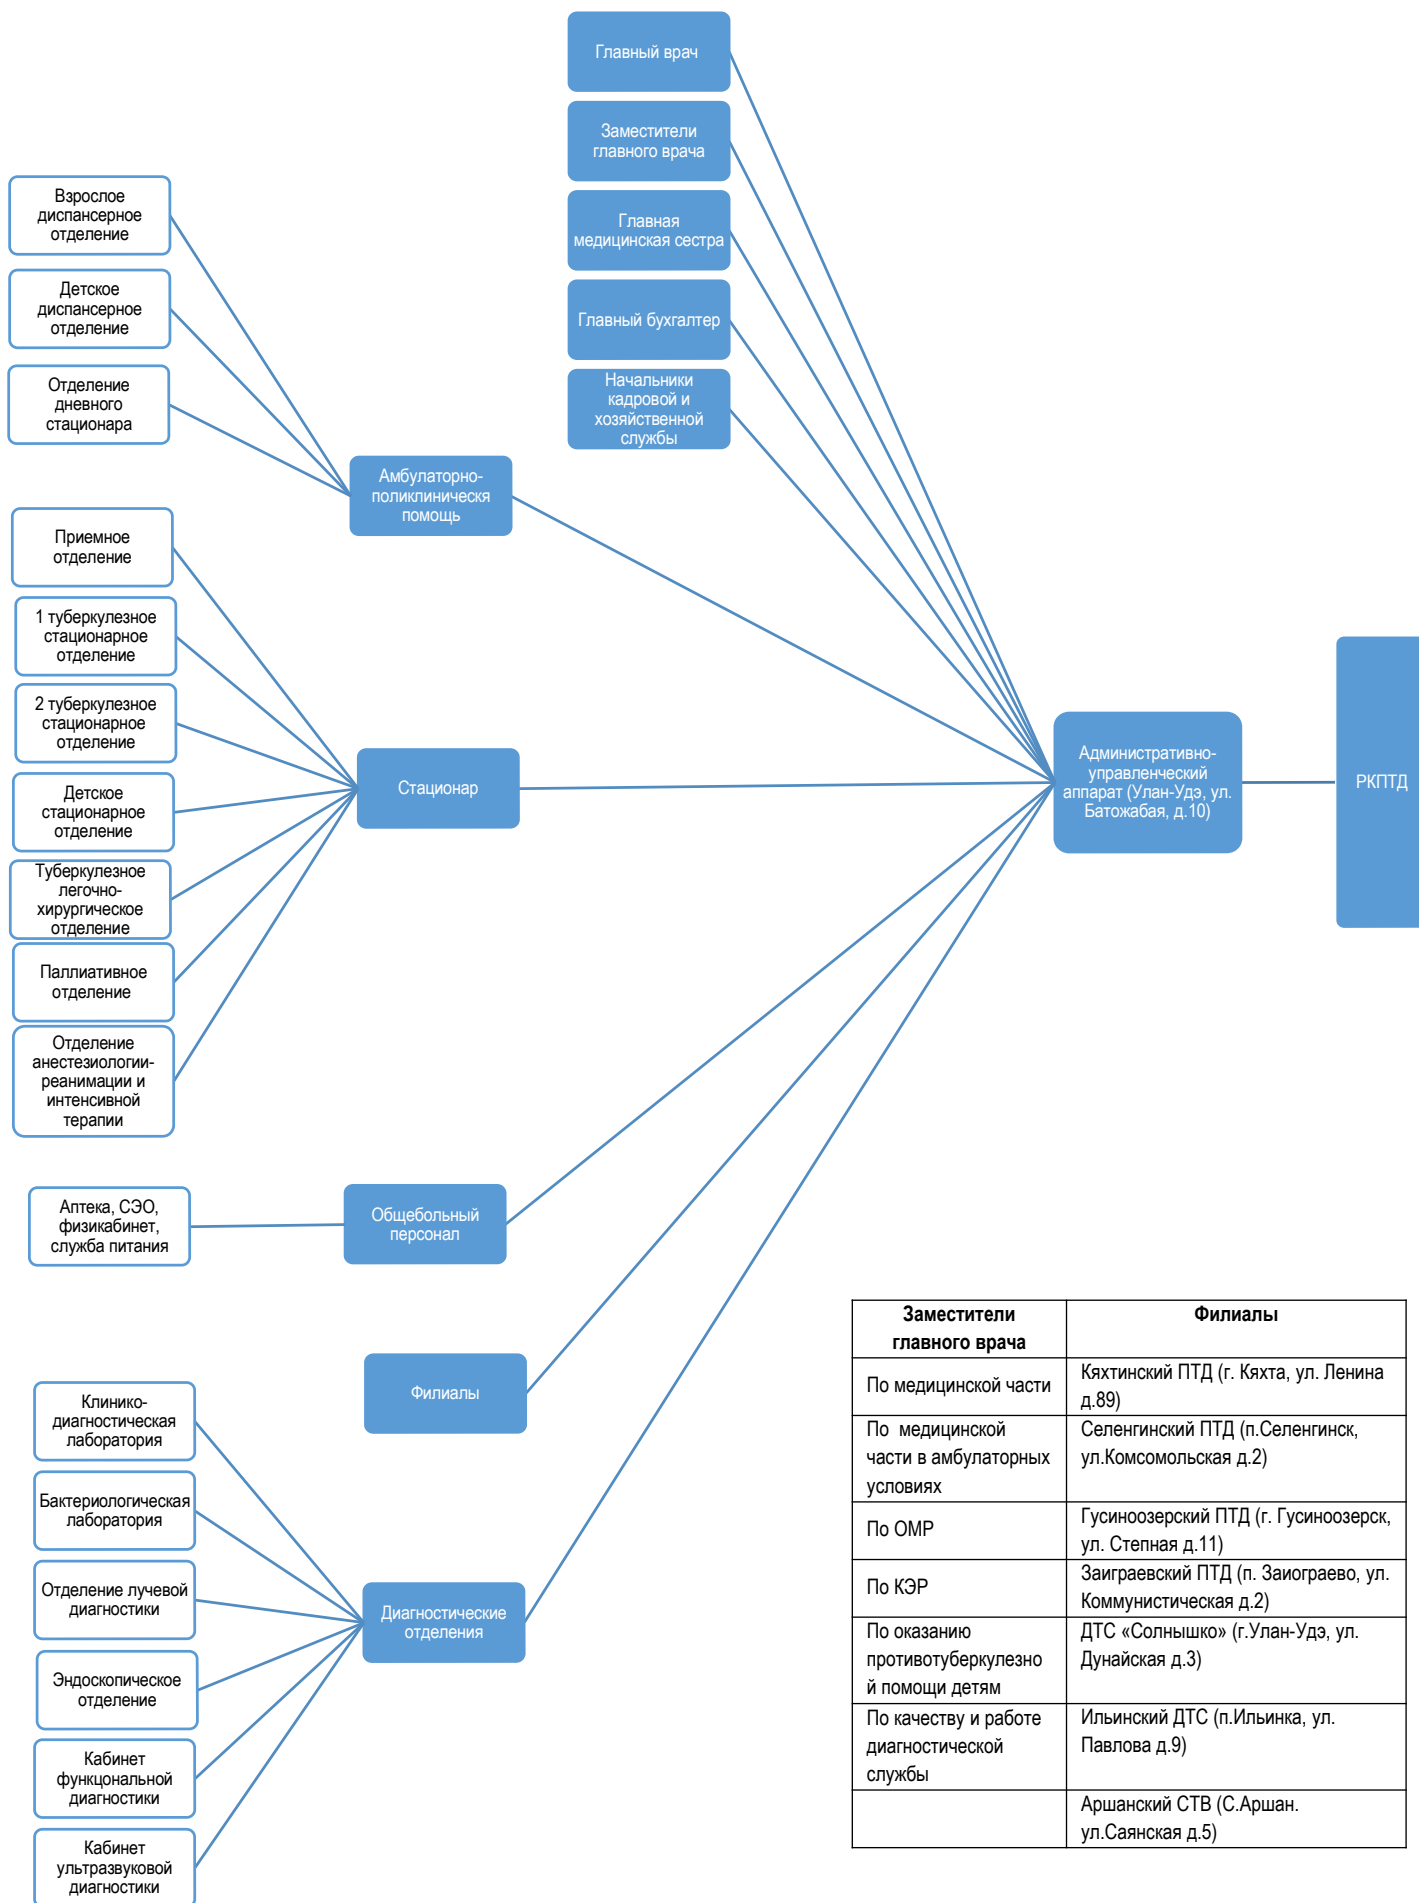 Главный врач
Заместители
главного врача
Главная
медицинская сестра
Главный бухгалтер
Начальники
кадровой и
хозяйственной
службы
Взрослое
диспансерное
отделение
Детское
диспансерное
отделение
Отделение
дневного
стационара
Амбулаторно-
поликлиническя
помощь
Приемное
отделение
1 туберкулезное
стационарное
отделение
2 туберкулезное
стационарное
отделение
Детское
стационарное
отделение
Туберкулезное
легочно-
хирургическое
отделение
Паллиативное
отделение
Отделение
анестезиологии-
реанимации и
интенсивной
терапии
Стационар
Административно-
управленческий
аппарат (Улан-Удэ, ул.
Батожабая, д.10)
РКПТД
Аптека, СЭО,
физикабинет,
служба питания
Общебольный
персонал
Филиалы
Клинико-
диагностическая
лаборатория
Бактериологическая
лаборатория
Отделение лучевой
диагностики
Эндоскопическое
отделение
Кабинет
функцональной
диагностики
Кабинет
ультразвуковой
диагностики
Диагностические
отделения
Заместители
главного врача
Филиалы
По медицинской части
Кяхтинский ПТД (г. Кяхта, ул. Ленина
д.89)
По медицинской
части в амбулаторных
условиях
Селенгинский ПТД (п.Селенгинск,
ул.Комсомольская д.2)
По ОМР
Гусиноозерский ПТД (г. Гусиноозерск,
ул. Степная д.11)
По КЭР
Заиграевский ПТД (п. Заиограево, ул.
Коммунистическая д.2)
По оказанию
противотуберкулезно
й помощи детям
ДТС «Солнышко» (г.Улан-Удэ, ул.
Дунайская д.3)
По качеству и работе
диагностической
службы
Ильинский ДТС (п.Ильинка, ул.
Павлова д.9)
Аршанский СТВ (С.Аршан.
ул.Саянская д.5)